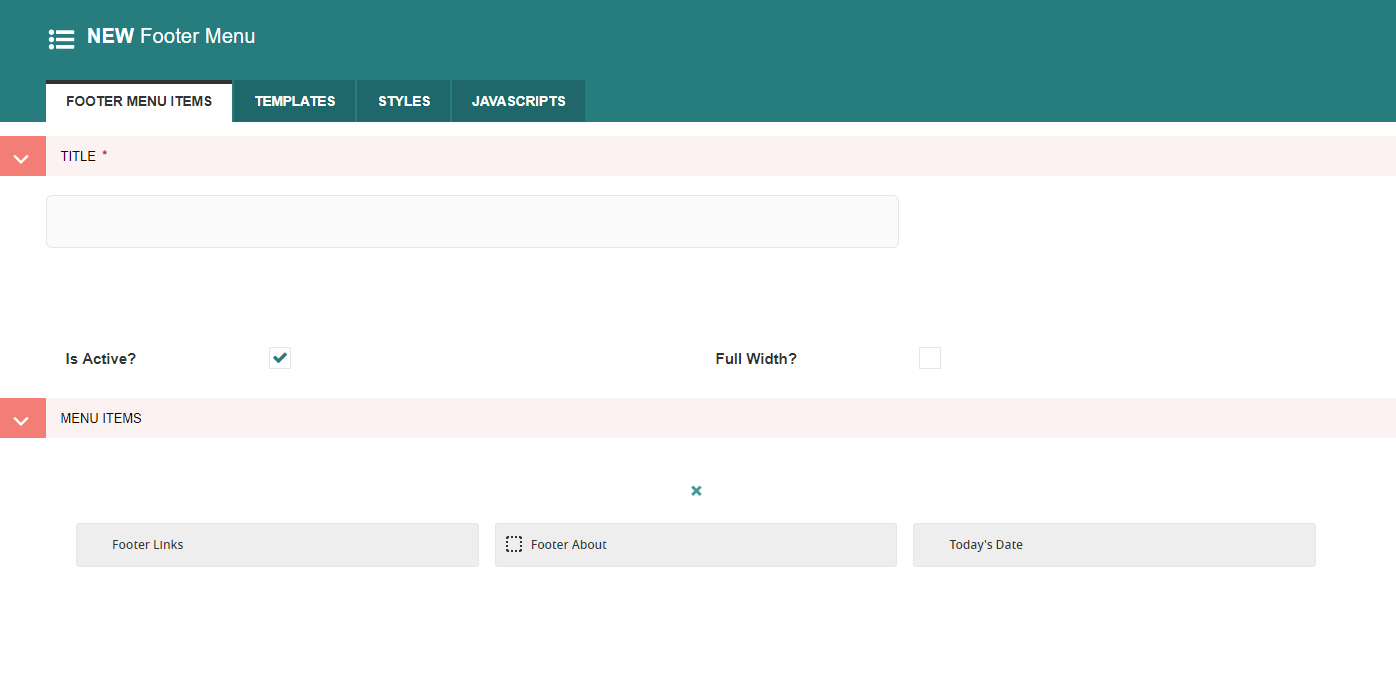 NEW Footer Menu
FOOTER MENU ITEMS TEMPLATES STYLES JAVASCRIPTS
TITLE *
Is Active? Full Width?
MENU ITEMS
Footer Links Footer About Today's Date